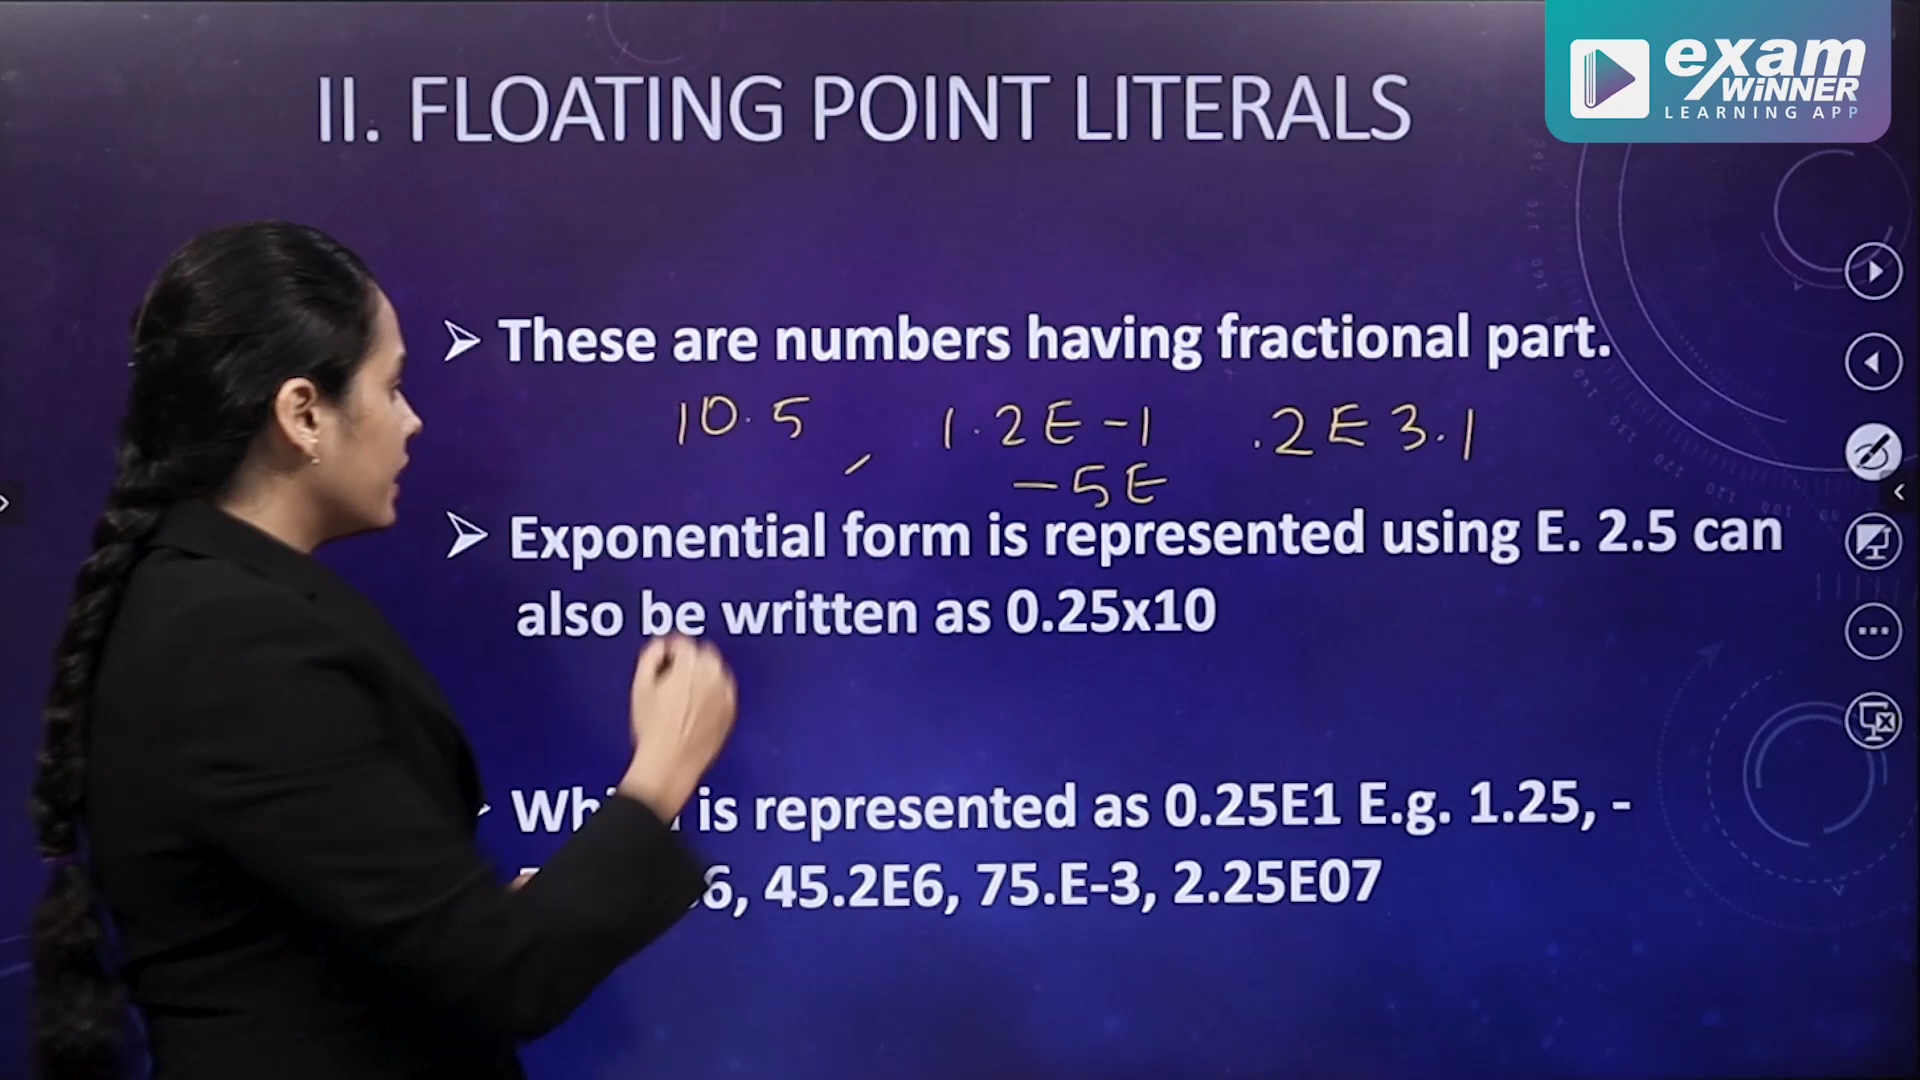 exam
WiNNER
LEARNING APP
II. FLOATING POINT LITERALS
These are numbers having fractional part.
10.5 , 1.2E-1 .2E3.1
-5E
Exponential form is represented using E. 2.5 can
also be written as 0.25x10
is represented as 0.25E1 E.g. 1.25, -
6, 45.2E6, 75.E-3, 2.25E07